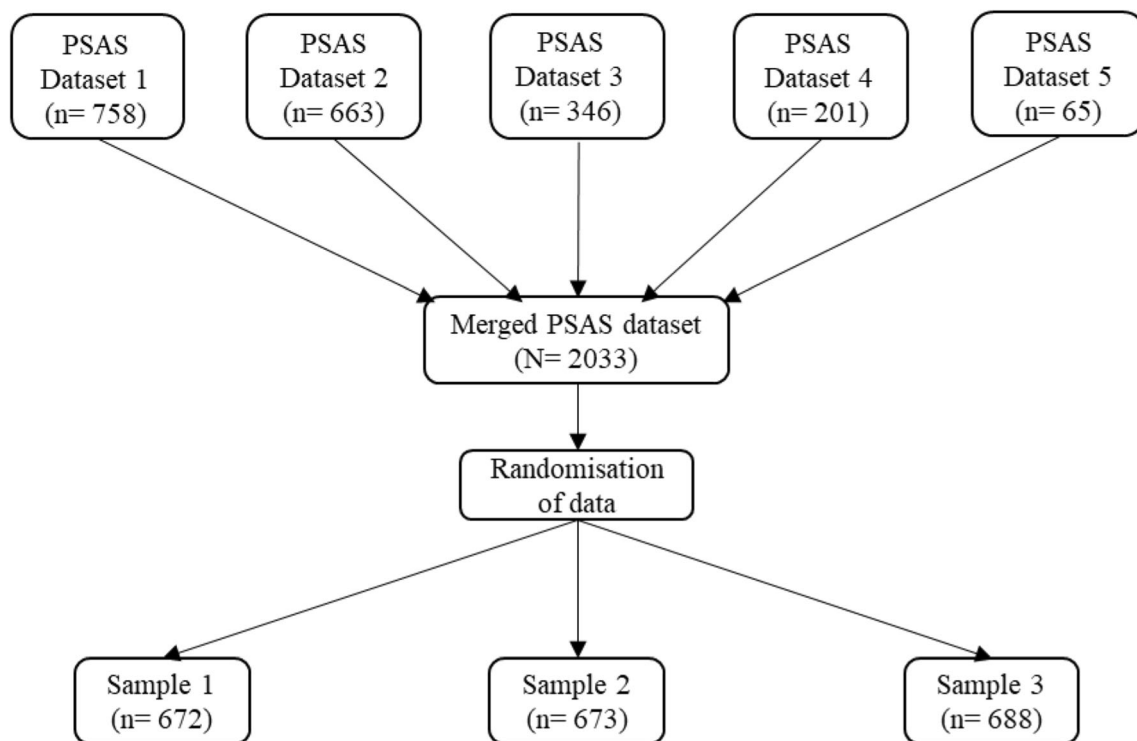 PSAS
Dataset 1
(n= 758)
PSAS
Dataset 2
(n= 663)
PSAS
Dataset 3
(n= 346)
PSAS
Dataset 4
(n= 201)
PSAS
Dataset 5
(n= 65)
Merged PSAS dataset
(N= 2033)
Randomisation
of data
Sample 1
(n= 672)
Sample 2
(n= 673)
Sample 3
(n= 688)